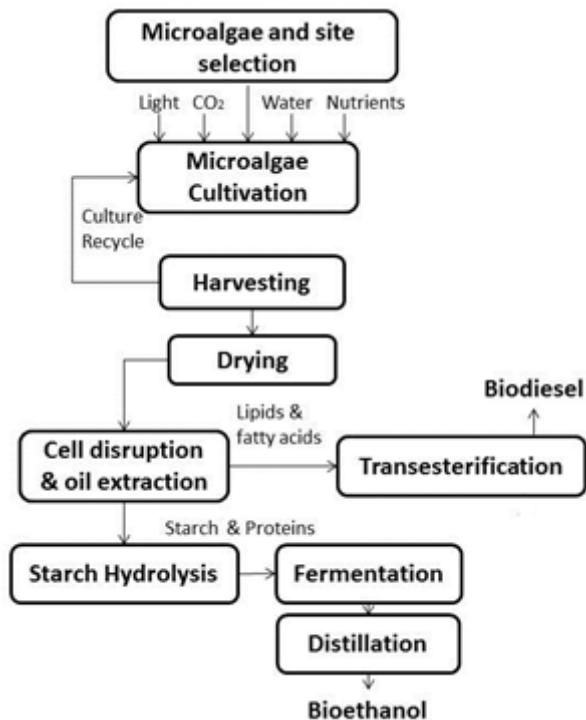 Microalgae and site
selection
Light CO₂ Water Nutrients
Microalgae
Cultivation
Culture
Recycle
Harvesting
Drying
Biodiesel
Lipids &
fatty acids
Cell disruption
& oil extraction
Transesterification
Starch & Proteins
Starch Hydrolysis
Fermentation
Distillation
Bioethanol